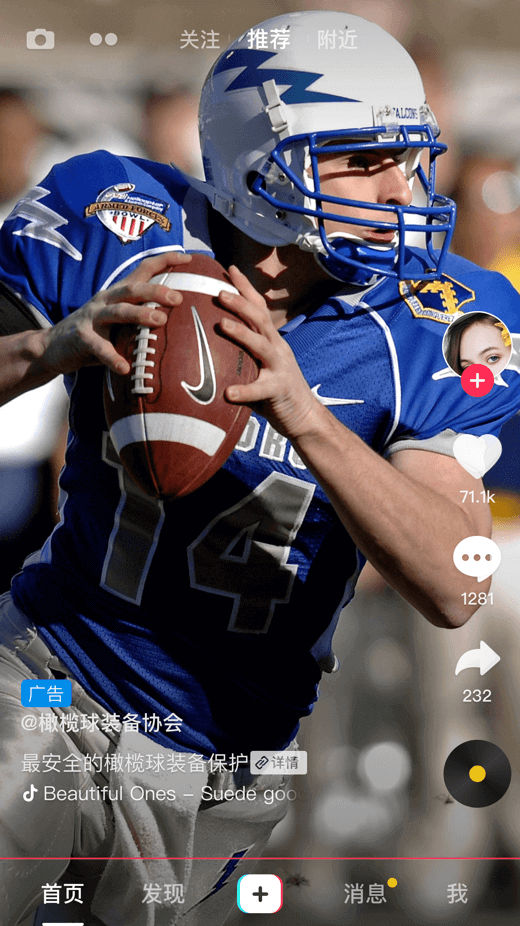 关注
推荐
附近
FALCONS
ARMED FORCES
BOWL
14
71.1k
1281
232
广告
@橄榄球装备协会
最安全的橄榄球装备保护 详情
Beautiful Ones - Suede goo
首页
发现
消息
我